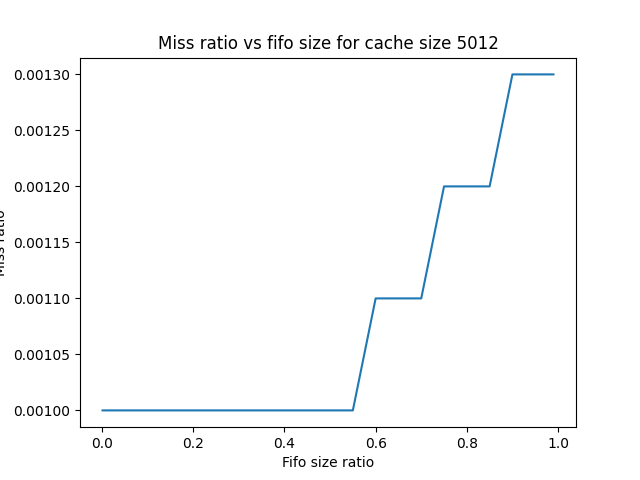 Miss ratio vs fifo size for cache size 5012
0.00130
0.00125
0.00120
0.00115
0.00110
0.00105
0.00100
Miss ratio
0.0 0.2 0.4 0.6 0.8 1.0
Fifo size ratio